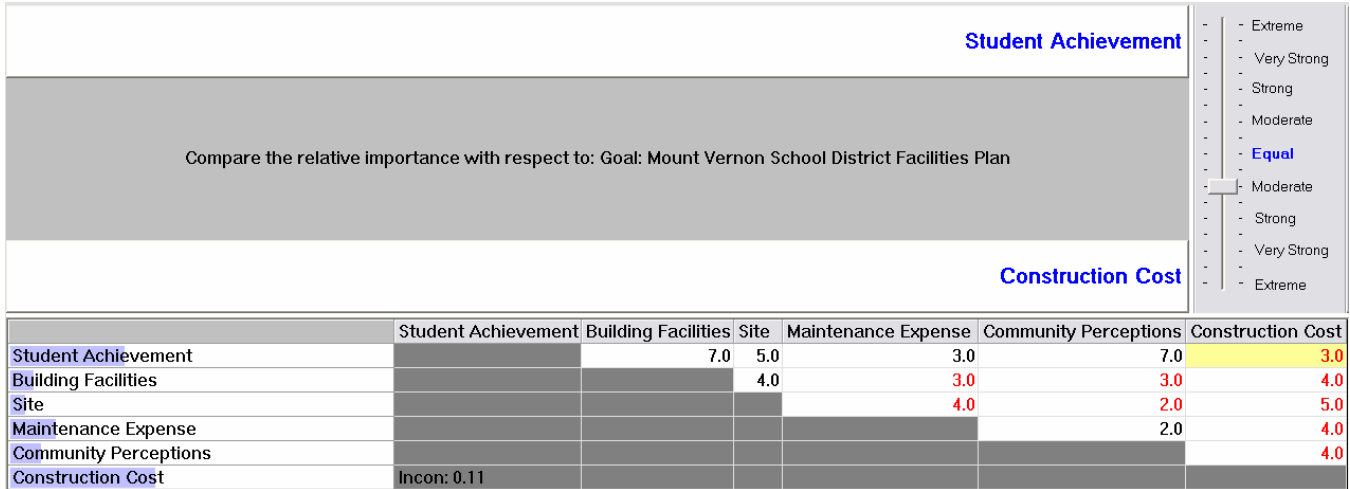 Student Achievement
Extreme
Very Strong
Strong
Moderate
Equal
Moderate
Strong
Very Strong
Extreme
Compare the relative importance with respect to: Goal: Mount Vernon School District Facilities Plan
Construction Cost
Student Achievement Building Facilities Site Maintenance Expense Community Perceptions Construction Cost
Student Achievement 7.0 5.0 3.0 7.0 3.0
Building Facilities 4.0 3.0 3.0 4.0
Site 4.0 2.0 5.0
Maintenance Expense 2.0 4.0
Community Perceptions 4.0
Construction Cost Incon: 0.11